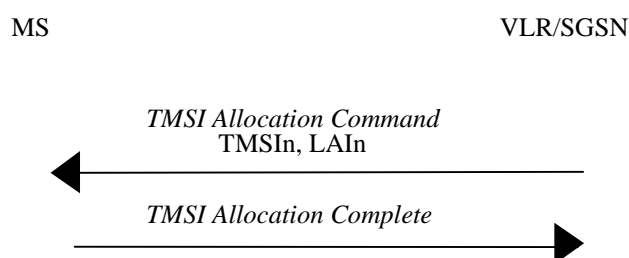 MS VLR/SGSN
TMSI Allocation Command
TMSIn, LAIn
TMSI Allocation Complete